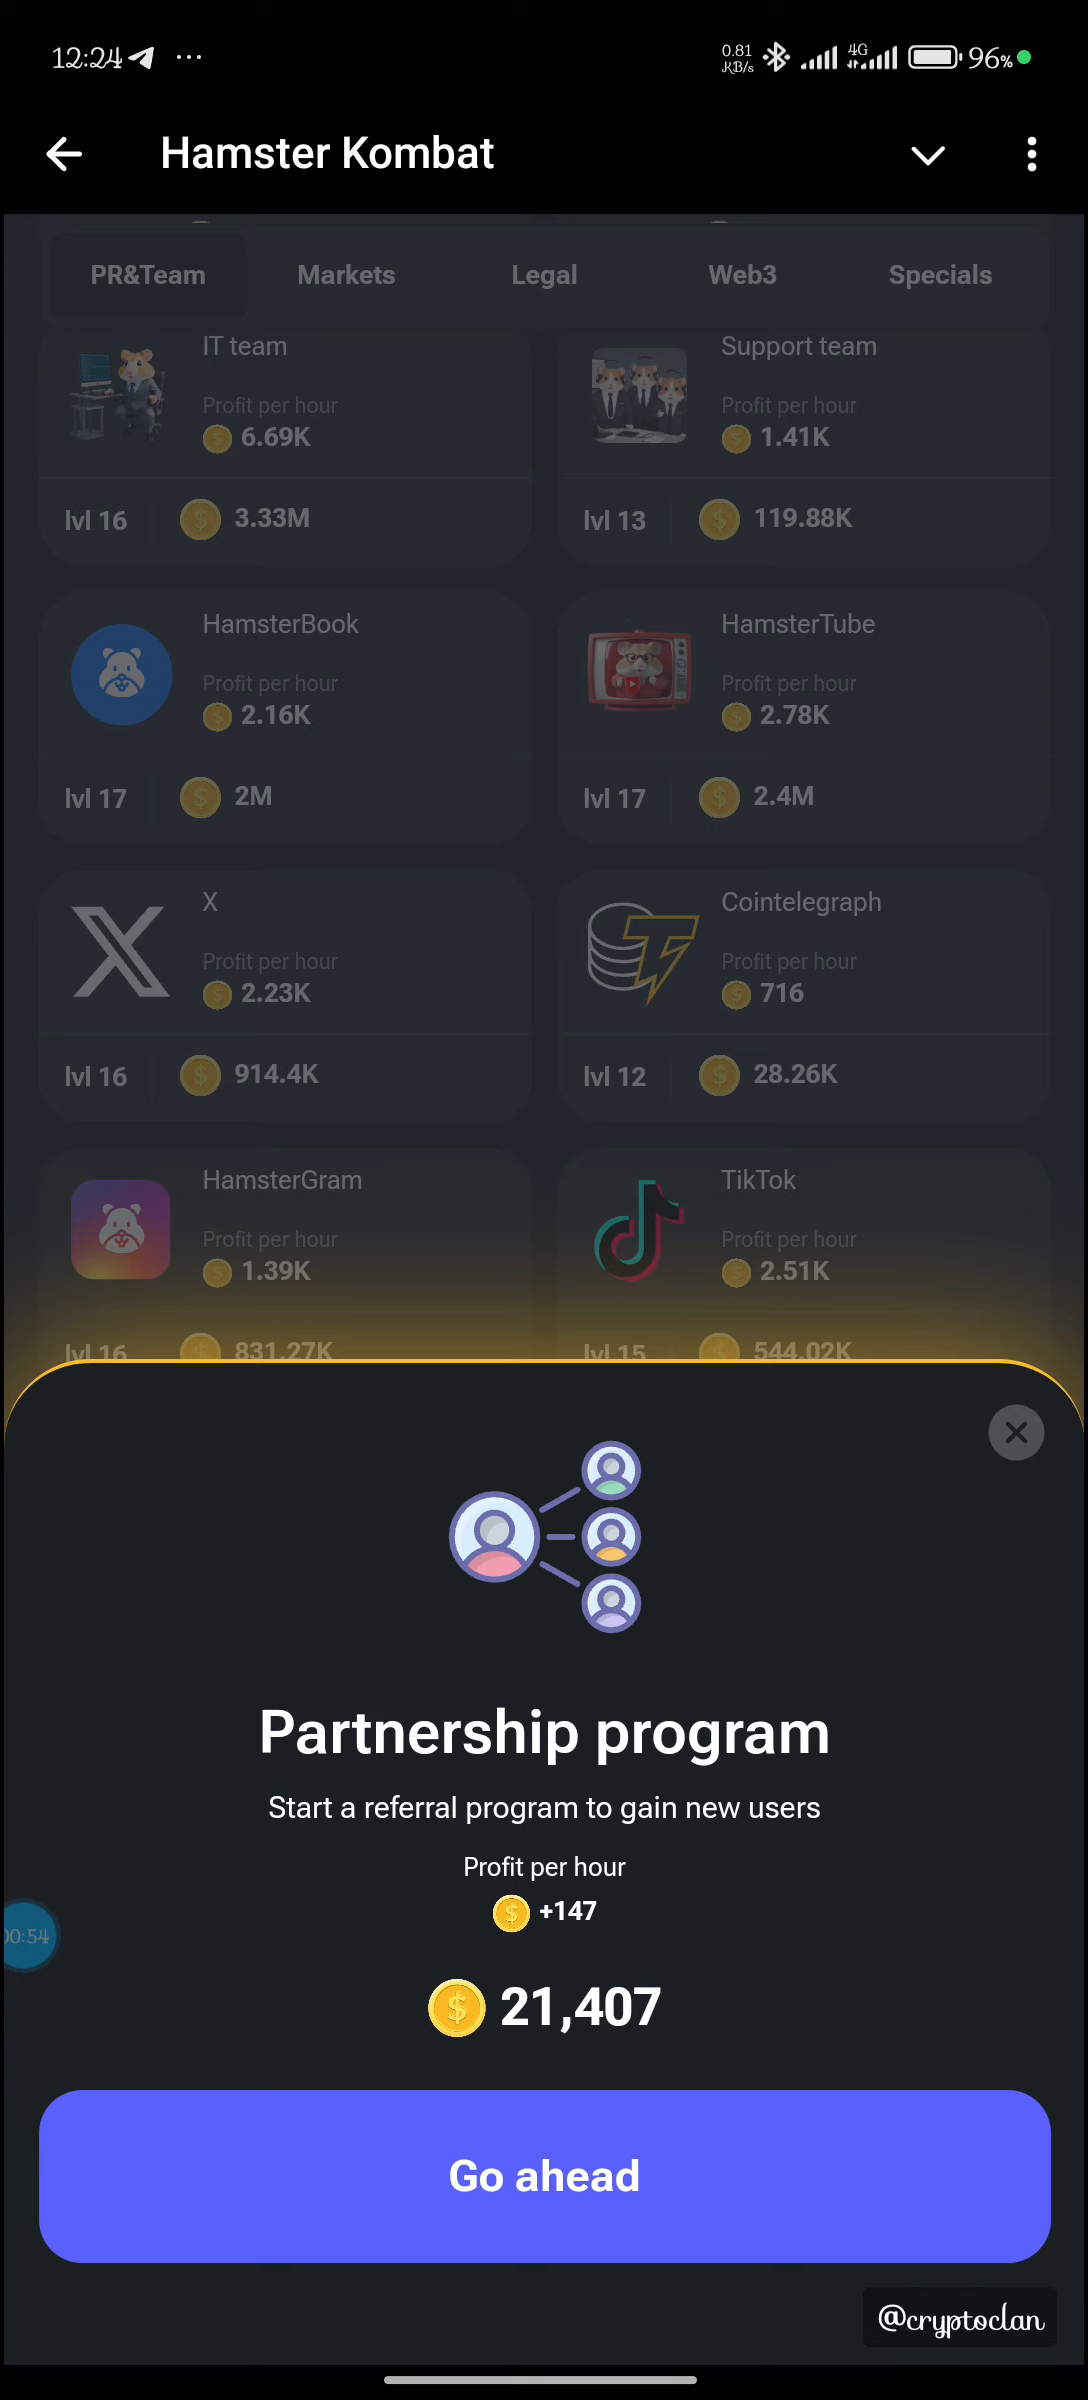 12:24 ...
0.81 KB/s 4G 96%
Hamster Kombat
PR&Team Markets Legal Web3 Specials
IT team
Profit per hour
6.69K
lvl 16 3.33M
Support team
Profit per hour
1.41K
lvl 13 119.88K
HamsterBook
Profit per hour
2.16K
lvl 17 2M
HamsterTube
Profit per hour
2.78K
lvl 17 2.4M
X
Profit per hour
2.23K
lvl 16 914.4K
Cointelegraph
Profit per hour
716
lvl 12 28.26K
HamsterGram
Profit per hour
1.39K
lvl 16 831.27K
TikTok
Profit per hour
2.51K
lvl 15 544.02K
Partnership program
Start a referral program to gain new users
Profit per hour
+147
00:54
21,407
Go ahead
@cryptoclan